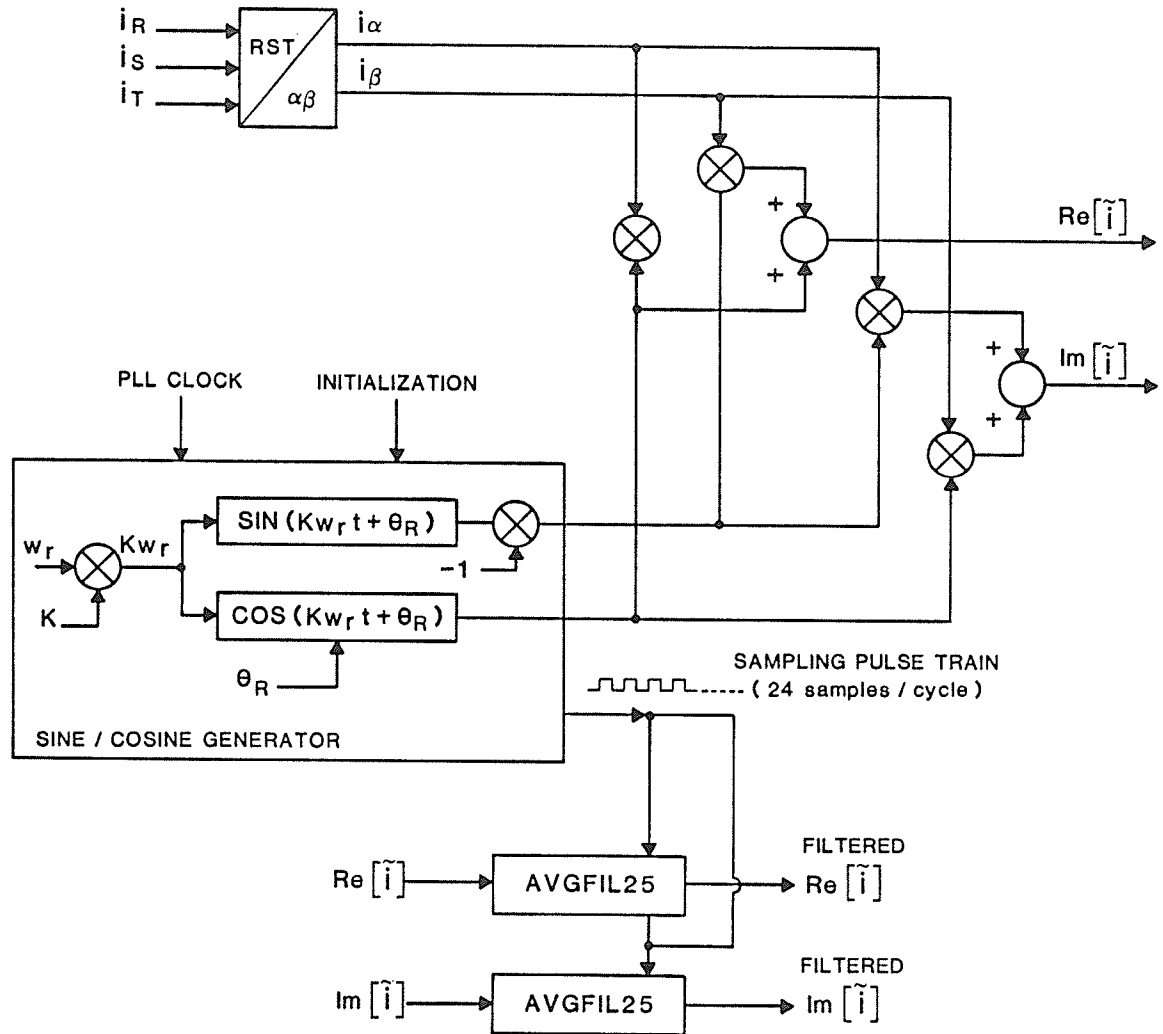 iR
iS
iT
RST
αβ
iα
iβ
+
+
Re[ĩ]
+
+
Im[ĩ]
PLL CLOCK
INITIALIZATION
wr
K
Kwr
SIN (Kwr t + θR)
-1
COS (Kwr t + θR)
θR
SINE / COSINE GENERATOR
SAMPLING PULSE TRAIN
( 24 samples / cycle)
Re [ĩ]
AVGFIL25
FILTERED
Re [ĩ]
Im [ĩ]
AVGFIL25
FILTERED
Im [ĩ]